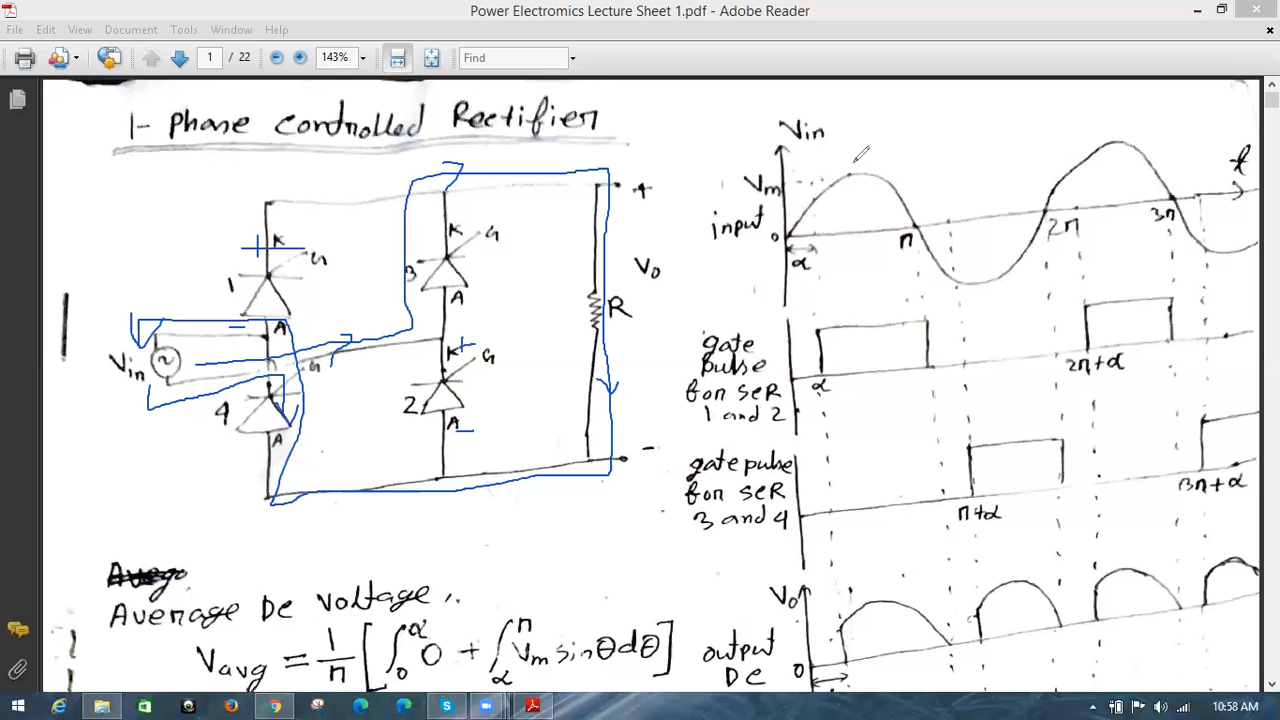 Power Electronics Lecture Sheet 1.pdf - Adobe Reader
File Edit View Document Tools Window Help
1 / 22 143% Find
1- Phase controlled Rectifier
K
G
1
A
Vin
~
G
4
A
K
G
3
A
K +
G
2
A
-
+
Vo
R
-
Vin
Vm
input
0
α
π
2π
3π
t
gate
pulse
for SCR
1 and 2
α
2π+α
gate pulse
for SCR
3 and 4
π+α
3π+α
Vo
output
DC
0
Average DC voltage,
Vavg = 1/π [ ∫0^α 0 + ∫α^π Vm sinθ dθ ]
10:58 AM